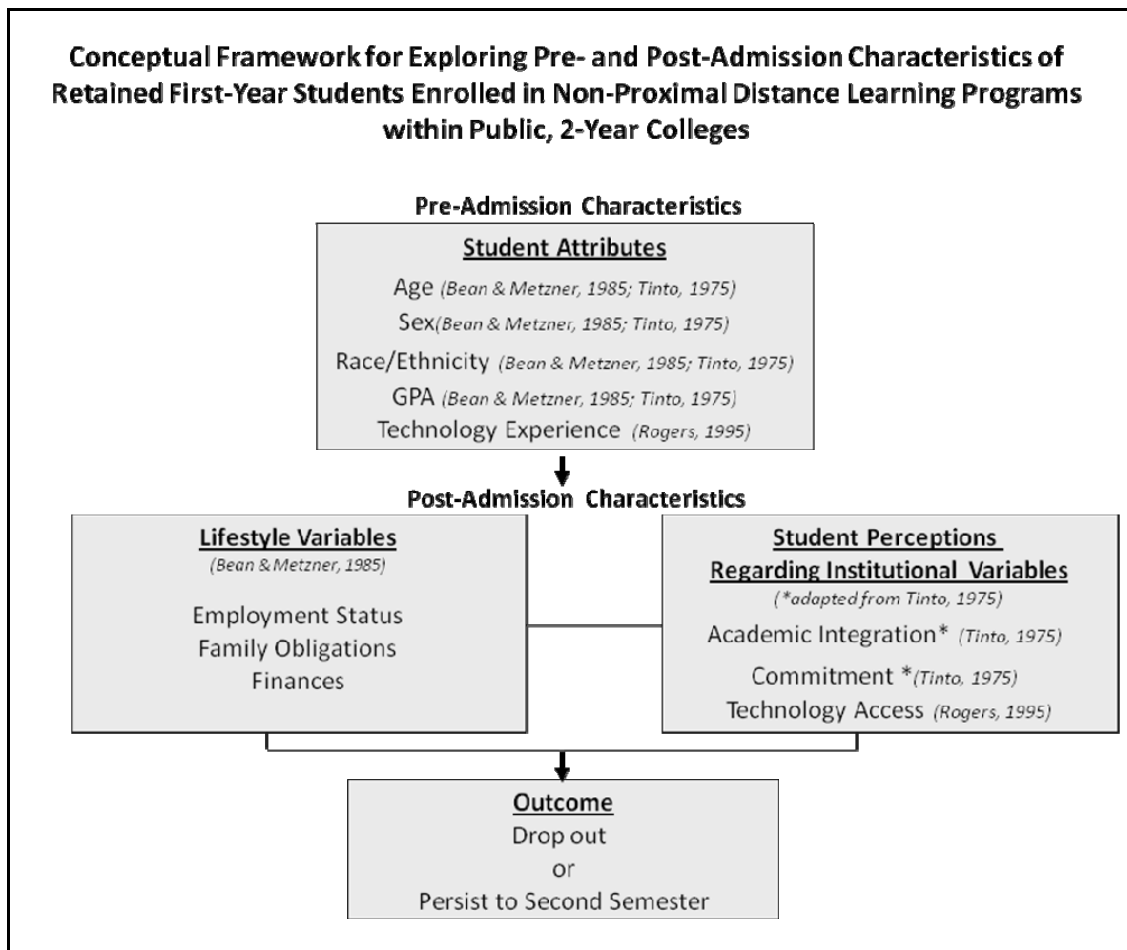 Conceptual Framework for Exploring Pre- and Post-Admission Characteristics of
Retained First-Year Students Enrolled in Non-Proximal Distance Learning Programs
within Public, 2-Year Colleges
Pre-Admission Characteristics
Student Attributes
Age (Bean & Metzner, 1985; Tinto, 1975)
Sex(Bean & Metzner, 1985; Tinto, 1975)
Race/Ethnicity (Bean & Metzner, 1985; Tinto, 1975)
GPA (Bean & Metzner, 1985; Tinto, 1975)
Technology Experience (Rogers, 1995)
Post-Admission Characteristics
Lifestyle Variables
(Bean & Metzner, 1985)
Employment Status
Family Obligations
Finances
Student Perceptions
Regarding Institutional Variables
(*adapted from Tinto, 1975)
Academic Integration* (Tinto, 1975)
Commitment *(Tinto, 1975)
Technology Access (Rogers, 1995)
Outcome
Drop out
or
Persist to Second Semester